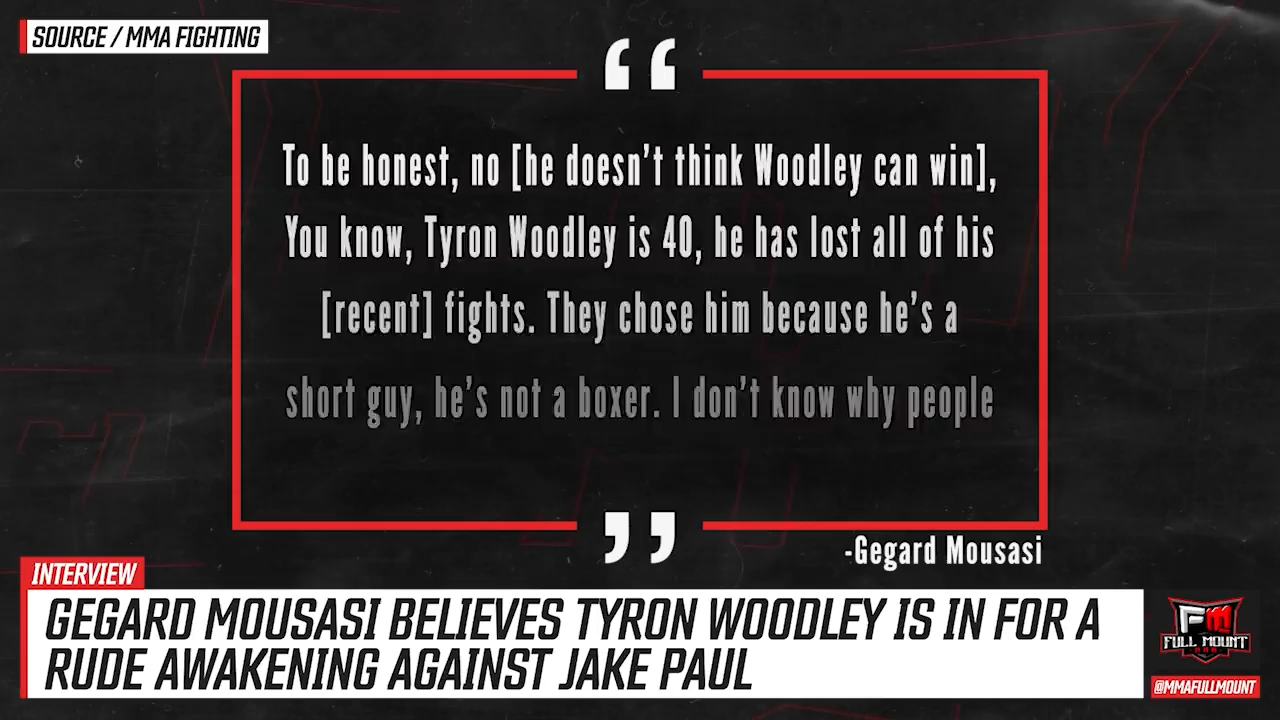 SOURCE / MMA FIGHTING
“
To be honest, no [he doesn’t think Woodley can win],
You know, Tyron Woodley is 40, he has lost all of his
[recent] fights. They chose him because he’s a
short guy, he’s not a boxer. I don’t know why people
”
-Gegard Mousasi
INTERVIEW
GEGARD MOUSASI BELIEVES TYRON WOODLEY IS IN FOR A
RUDE AWAKENING AGAINST JAKE PAUL
FM
FULL MOUNT
MMA
@MMAFULLMOUNT